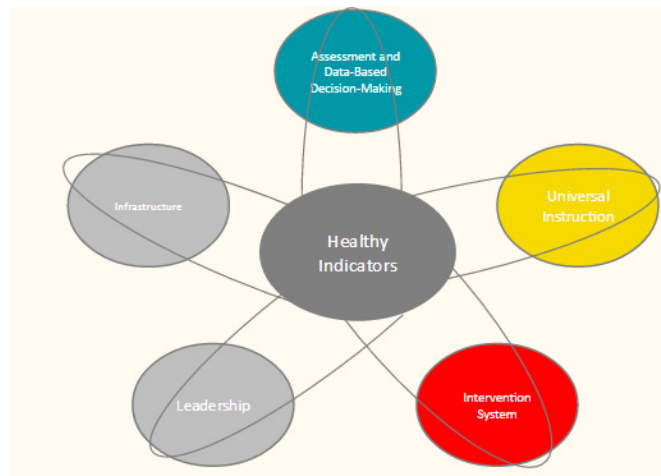 Assessment and
Data-Based
Decision-Making
Infrastructure
Universal
Instruction
Healthy
Indicators
Leadership
Intervention
System